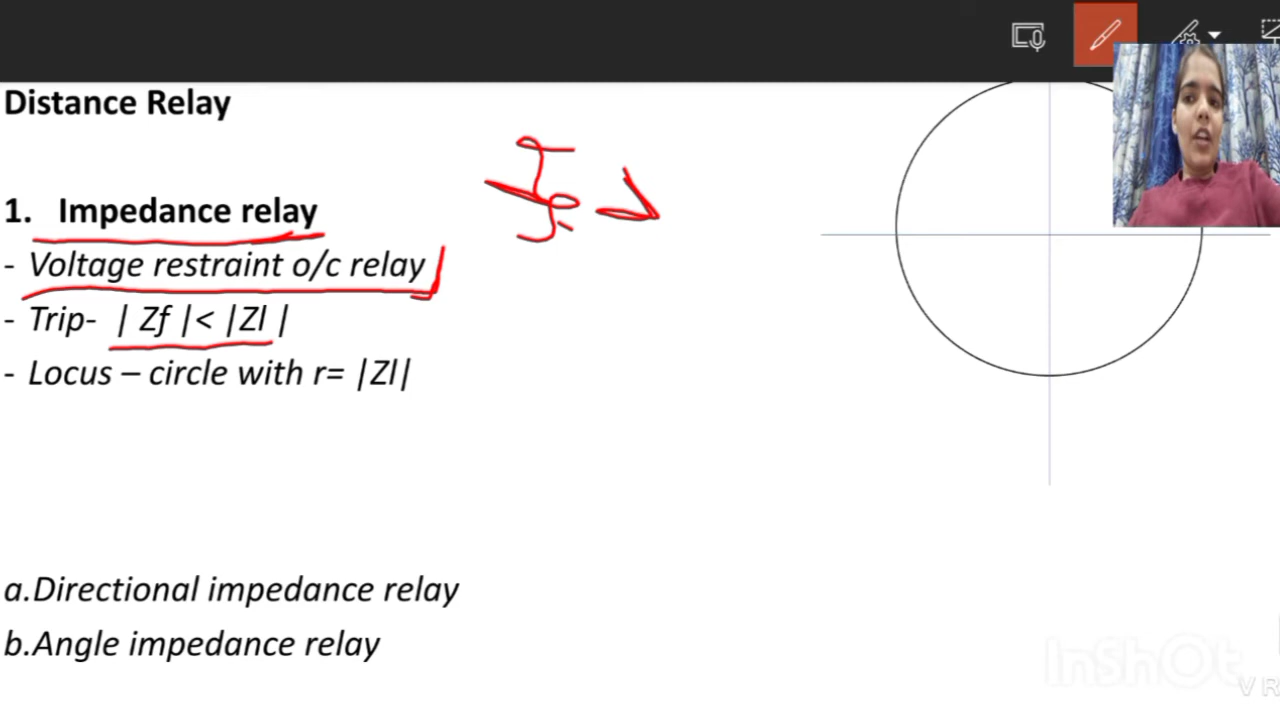 Distance Relay
1. Impedance relay
- Voltage restraint o/c relay
- Trip- | Zf |< |Zl |
- Locus – circle with r= |Zl|
a.Directional impedance relay
b.Angle impedance relay
InShOt
V R